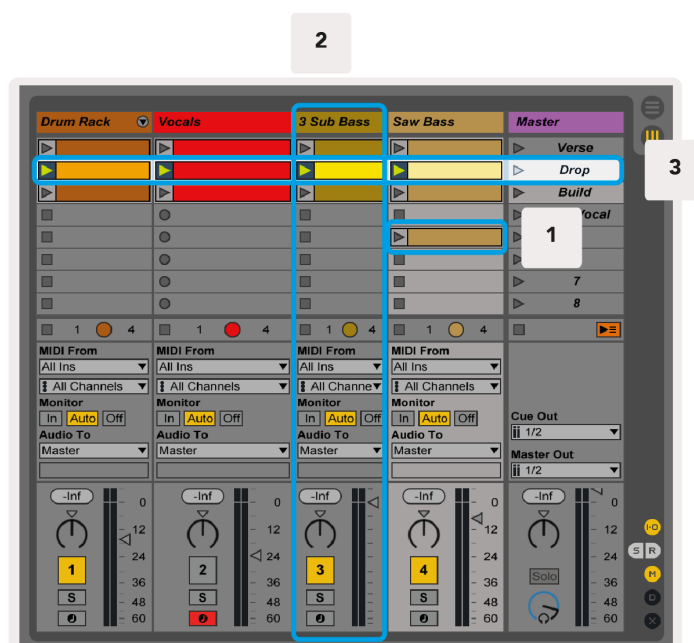 2
Drum Rack Vocals 3 Sub Bass Saw Bass Master
Verse
Drop 3
Build
1
7
8
1 4 1 4 1 4 1 4
MIDI From MIDI From MIDI From MIDI From
All Ins All Ins All Ins All Ins
All Channels All Channels All Channe All Channels
Monitor Monitor Monitor Monitor
In Auto Off In Auto Off In Auto Off In Auto Off
Audio To Audio To Audio To Audio To Cue Out
Master Master Master Master 1/2
Master Out
1/2
-Inf -Inf -Inf -Inf -Inf
0 0 0 0 0
12 12 12 12 12 I·O
24 24 24 24 24 S R
1 2 3 4 Solo M
36 36 36 36 36
S S S S
48 48 48 48 48 D
60 60 60 60 60 X